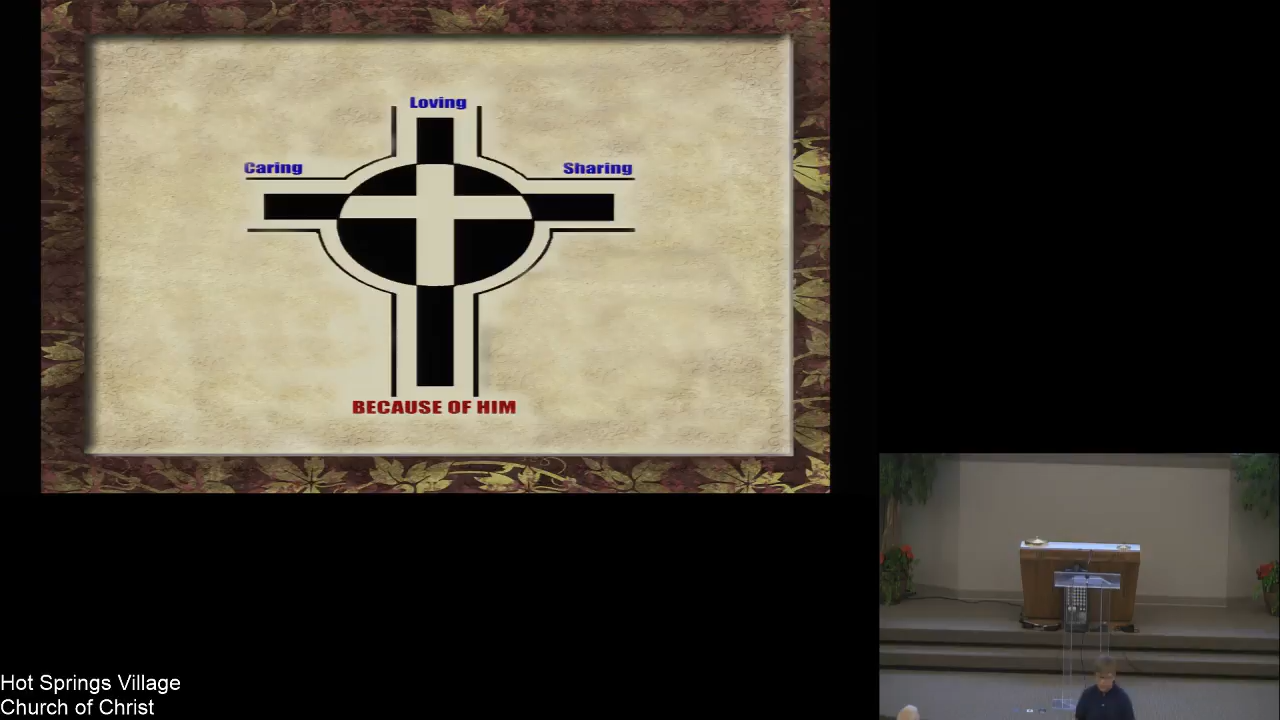 Loving
Caring
Sharing
BECAUSE OF HIM
Hot Springs Village
Church of Christ